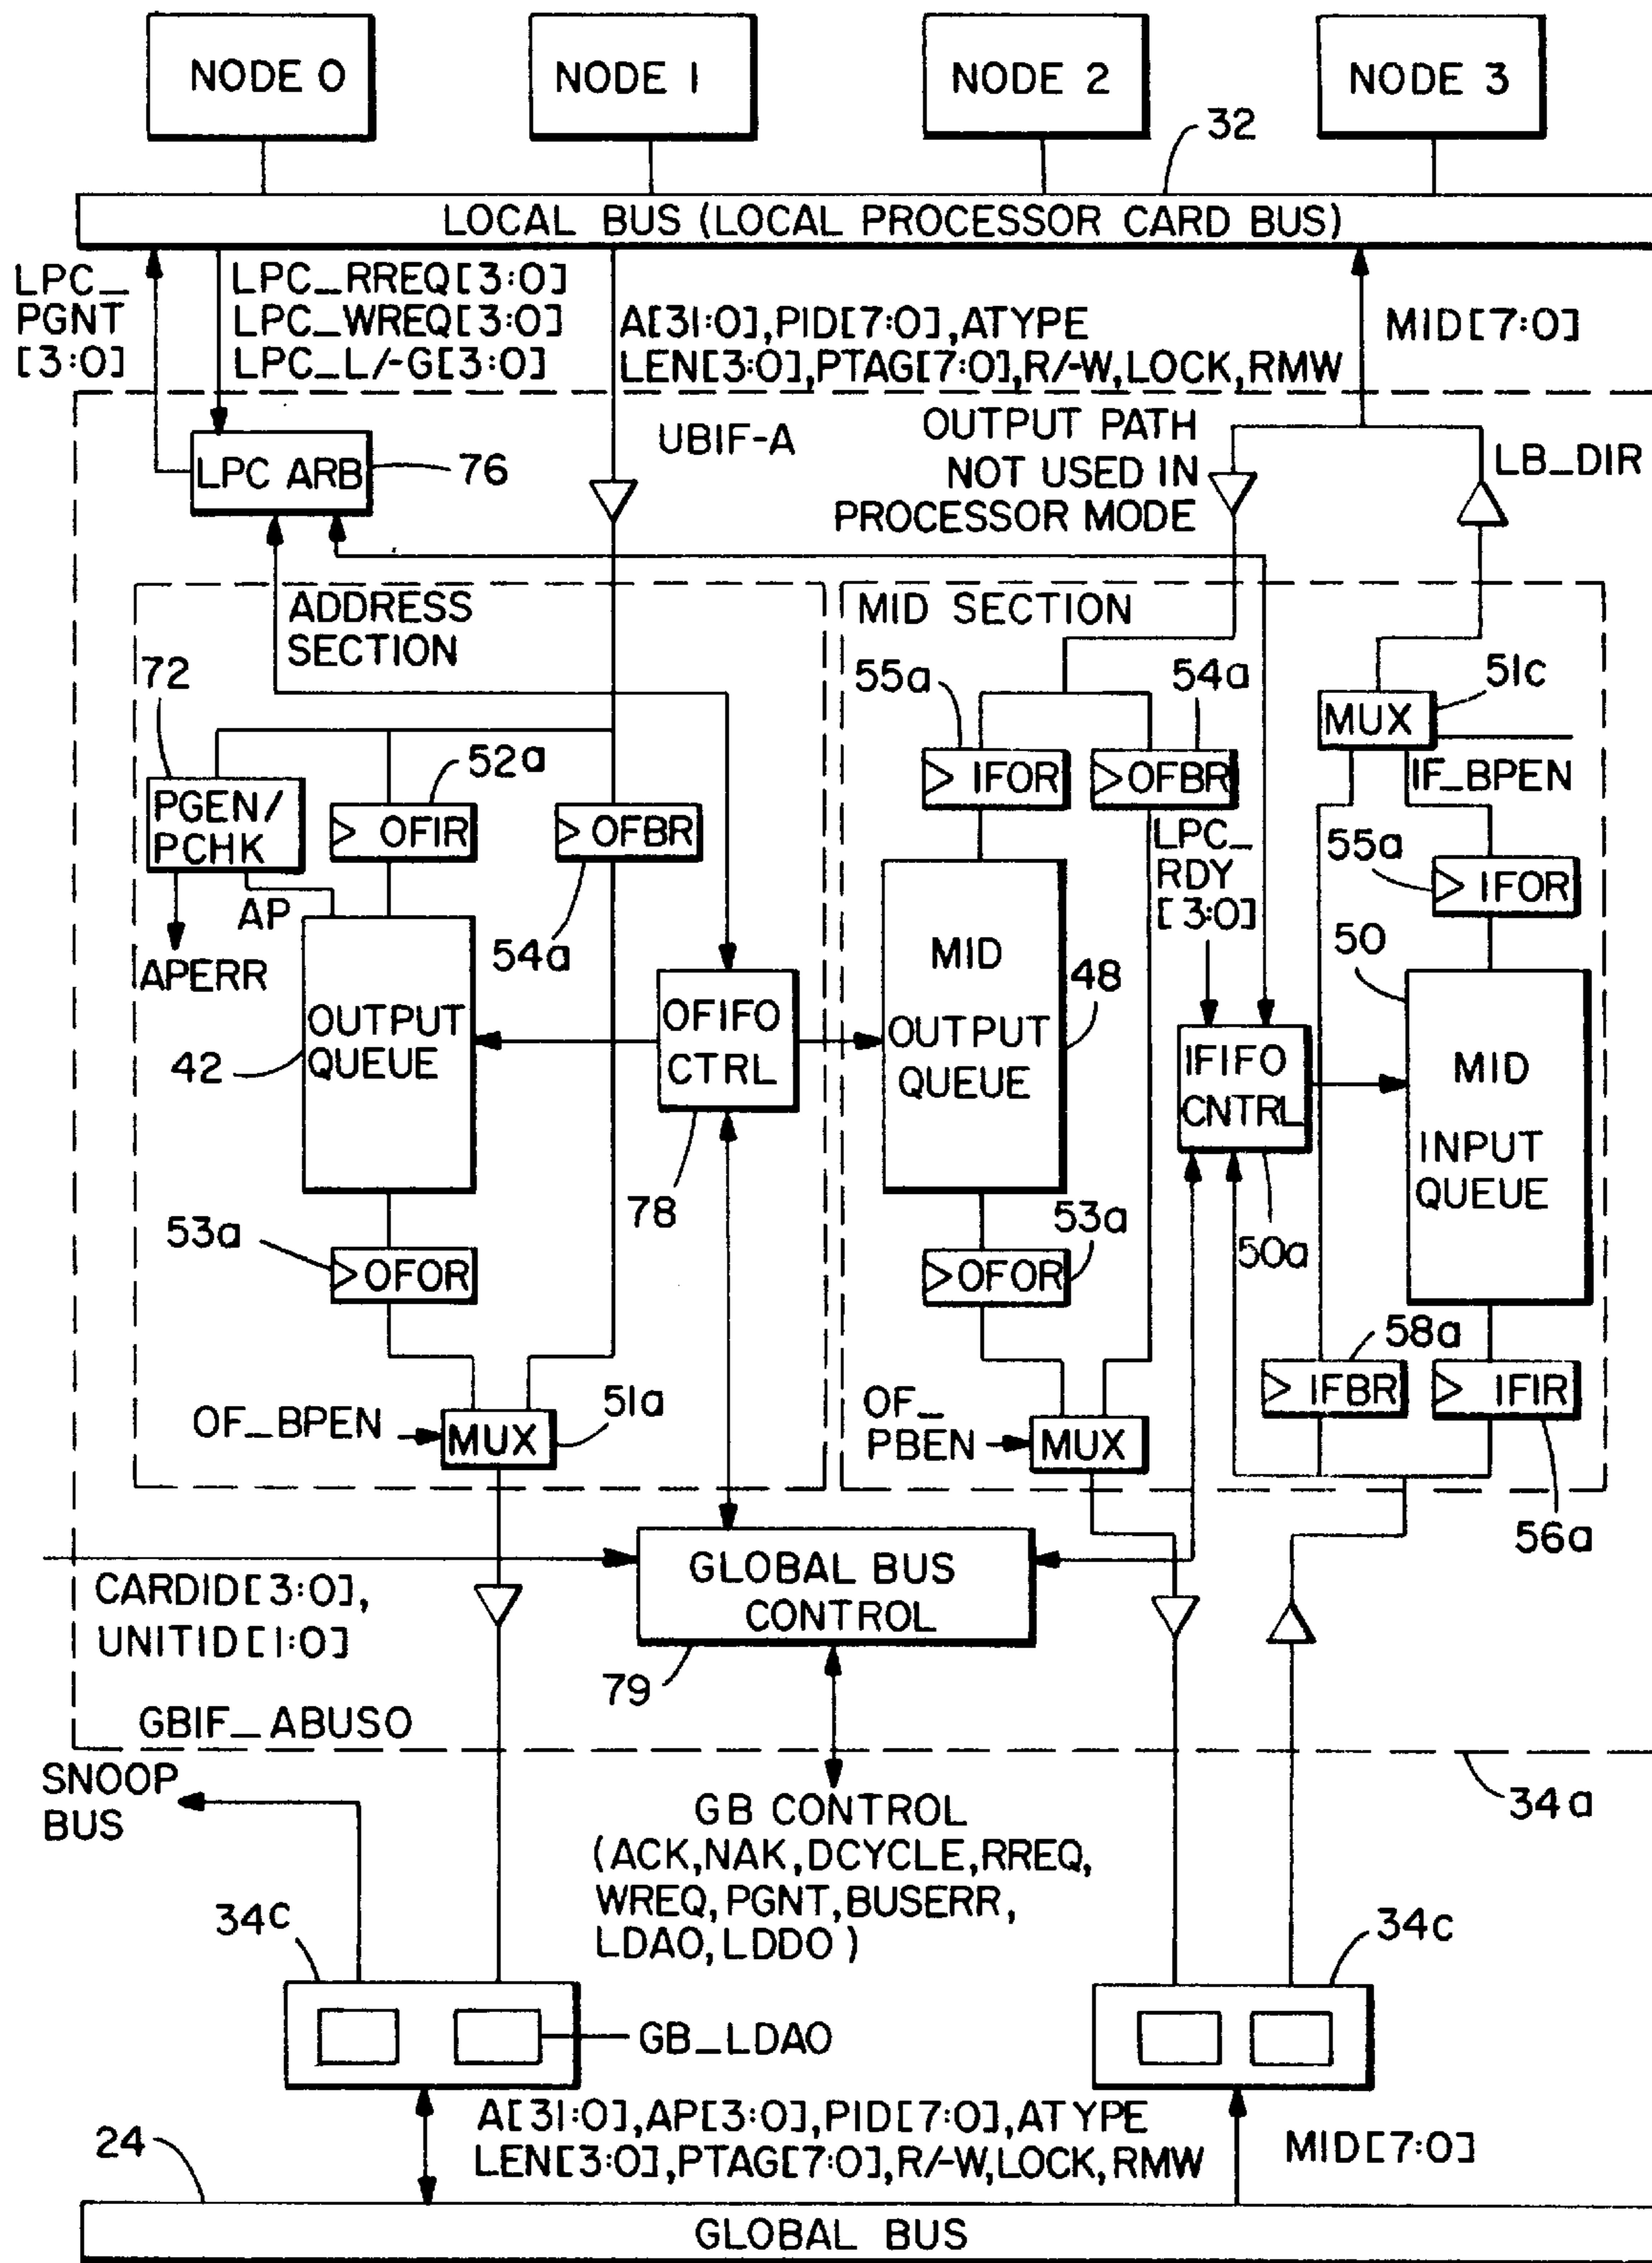 NODE 0
NODE 1
NODE 2
NODE 3
32
LOCAL BUS (LOCAL PROCESSOR CARD BUS)
LPC_
PGNT
[3:0]
LPC_RREQ[3:0]
LPC_WREQ[3:0]
LPC_L/-G[3:0]
A[31:0],PID[7:0],ATYPE
LEN[3:0],PTAG[7:0],R/-W,LOCK,RMW
MID[7:0]
LPC ARB
76
UBIF-A
OUTPUT PATH
NOT USED IN
PROCESSOR MODE
LB_DIR
ADDRESS
SECTION
MID SECTION
72
PGEN/
PCHK
52a
> OFIR
> OFBR
54a
AP
APERR
55a
> IFOR
54a
> OFBR
LPC_
RDY
[3:0]
51c
MUX
IF_BPEN
55a
> IFOR
50
OUTPUT
QUEUE
42
OFIFO
CTRL
78
MID
OUTPUT
QUEUE
48
IFIFO
CNTRL
50a
MID
INPUT
QUEUE
53a
>OFOR
53a
>OFOR
58a
> IFBR
> IFIR
56a
OF_BPEN
MUX
51a
OF_
PBEN
MUX
CARDID[3:0],
UNITID[1:0]
GLOBAL BUS
CONTROL
79
GBIF_ABUSO
34a
SNOOP
BUS
GB CONTROL
(ACK,NAK,DCYCLE,RREQ,
WREQ,PGNT,BUSERR,
LDAO,LDDO)
34c
34c
GB_LDAO
A[31:0],AP[3:0],PID[7:0],ATYPE
LEN[3:0],PTAG[7:0],R/-W,LOCK,RMW
MID[7:0]
24
GLOBAL BUS